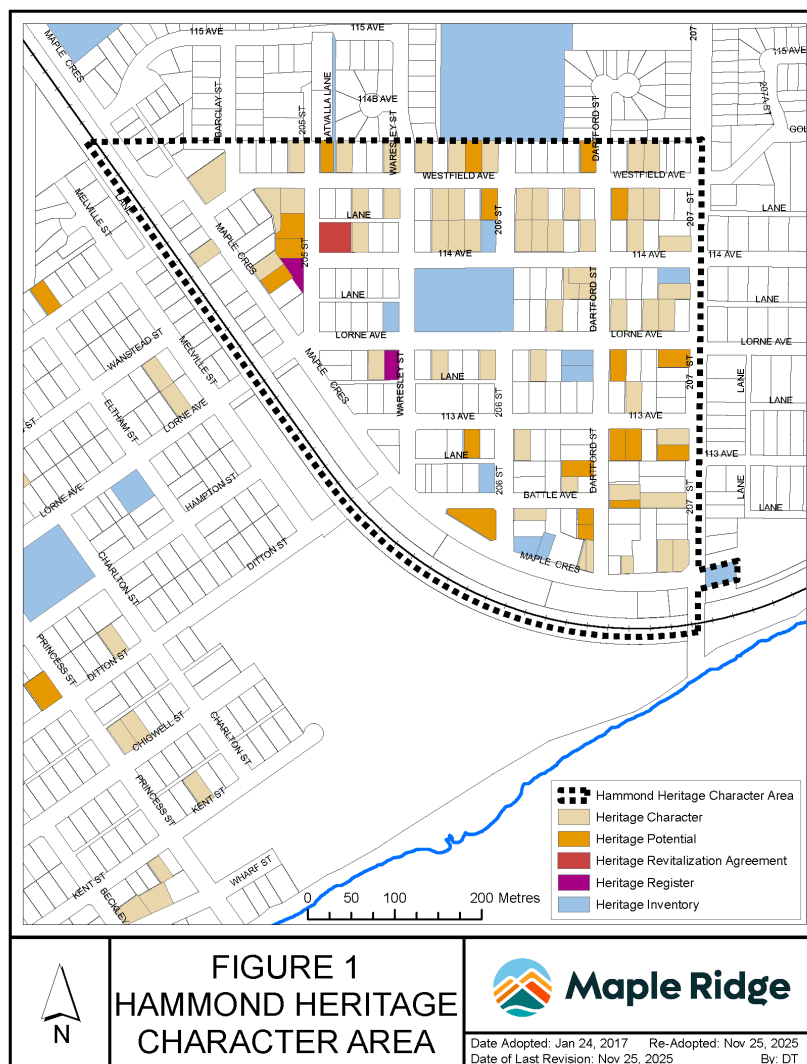 115 AVE
115 AVE
207
MAPLE CRES
115 AVE
BARCLAY ST
205 ST
LATVALLA LANE
114B AVE
WARESLEY ST
DARTFORD ST
207A ST
WESTFIELD AVE
WESTFIELD AVE
LANE
MELVILLE ST
MAPLE CRES
205 ST
LANE
206 ST
207 ST
LANE
114 AVE
114 AVE
114 AVE
LANE
DARTFORD ST
LANE
LORNE AVE
LORNE AVE
LORNE AVE
WANSTEAD ST
MELVILLE ST
MAPLE CRES
WARESLEY ST
LANE
207 ST
LANE
LANE
ELTHAM ST
LORNE AVE
206 ST
113 AVE
113 AVE
113 AVE
LANE
DARTFORD ST
LANE
LORNE AVE
HAMPTON ST
206 ST
BATTLE AVE
207 ST
LANE
CHARLTON ST
DITTON ST
MAPLE CRES
PRINCESS ST
DITTON ST
CHIGWELL ST
CHARLTON ST
PRINCESS ST
KENT ST
KENT ST
BECKLEY
WHARF ST
0 50 100 200 Metres
Hammond Heritage Character Area
Heritage Character
Heritage Potential
Heritage Revitalization Agreement
Heritage Register
Heritage Inventory
N
FIGURE 1
HAMMOND HERITAGE
CHARACTER AREA
Maple Ridge
Date Adopted: Jan 24, 2017 Re-Adopted: Nov 25, 2025
Date of Last Revision: Nov 25, 2025 By: DT